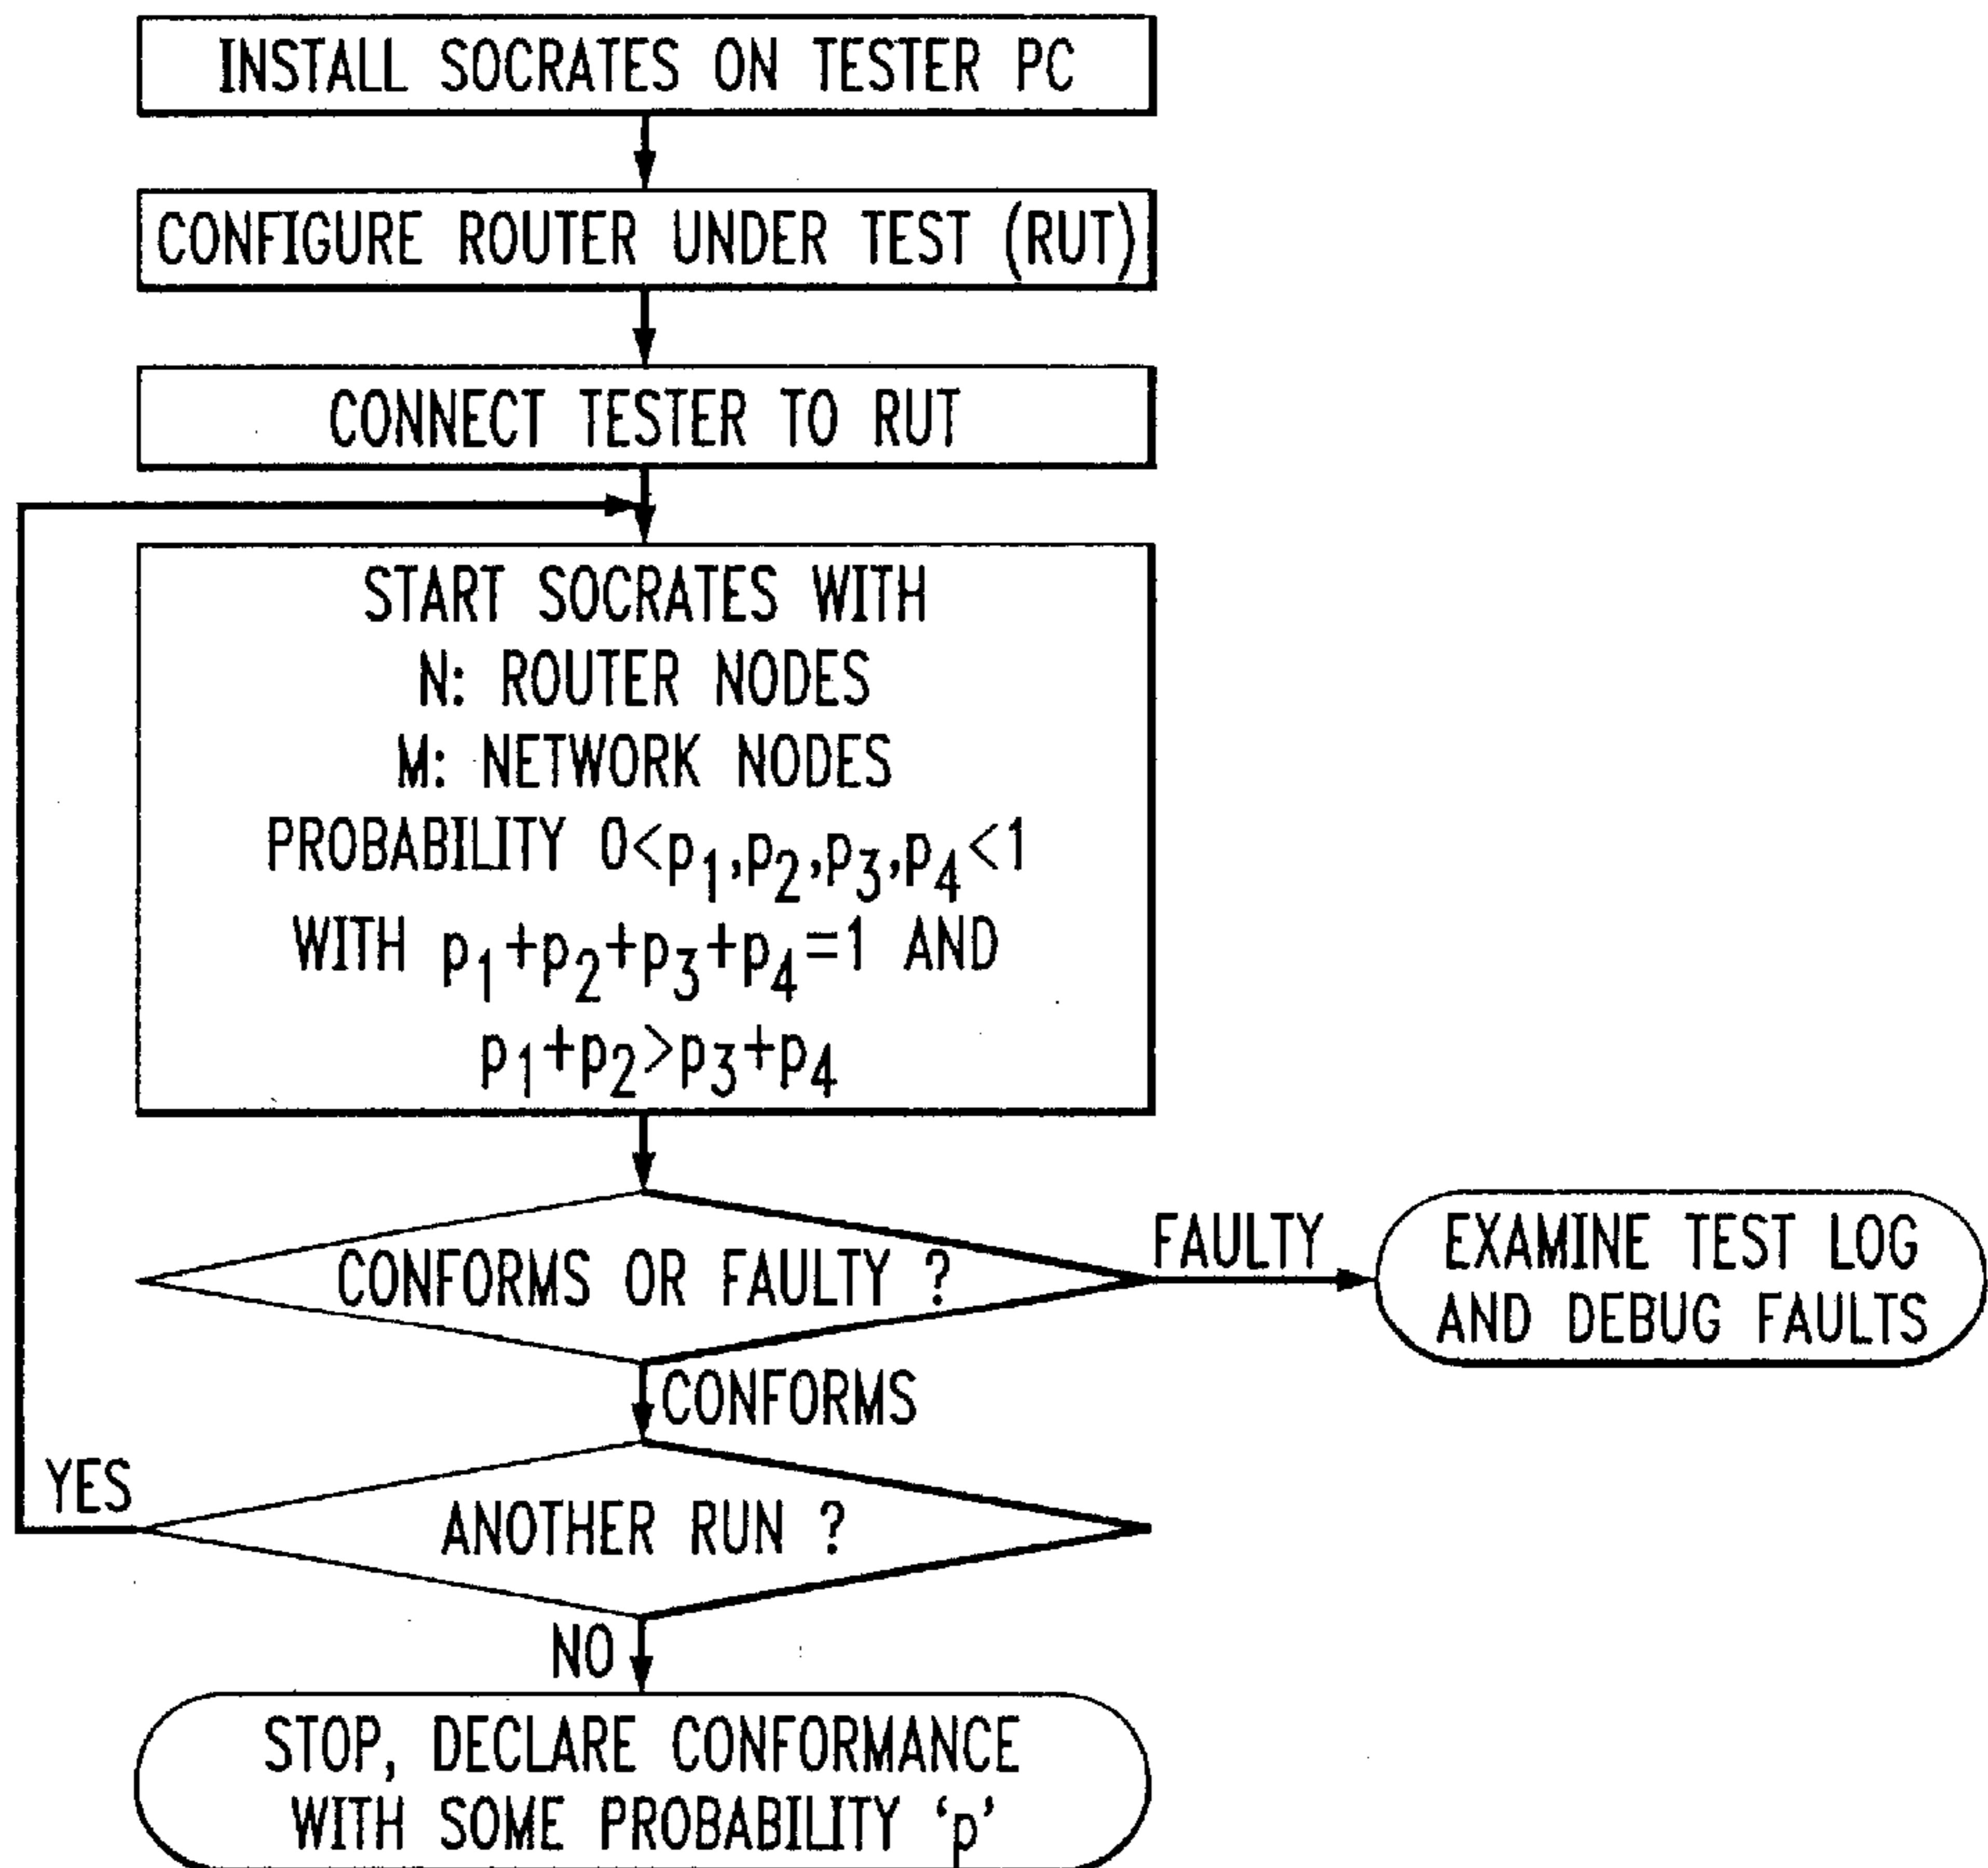 INSTALL SOCRATES ON TESTER PC
CONFIGURE ROUTER UNDER TEST (RUT)
CONNECT TESTER TO RUT
START SOCRATES WITH
N: ROUTER NODES
M: NETWORK NODES
PROBABILITY 0<p₁,p₂,p₃,p₄<1
WITH p₁+p₂+p₃+p₄=1 AND
p₁+p₂>p₃+p₄
CONFORMS OR FAULTY ?
FAULTY
EXAMINE TEST LOG
AND DEBUG FAULTS
CONFORMS
YES
ANOTHER RUN ?
NO
STOP, DECLARE CONFORMANCE
WITH SOME PROBABILITY ‘p’